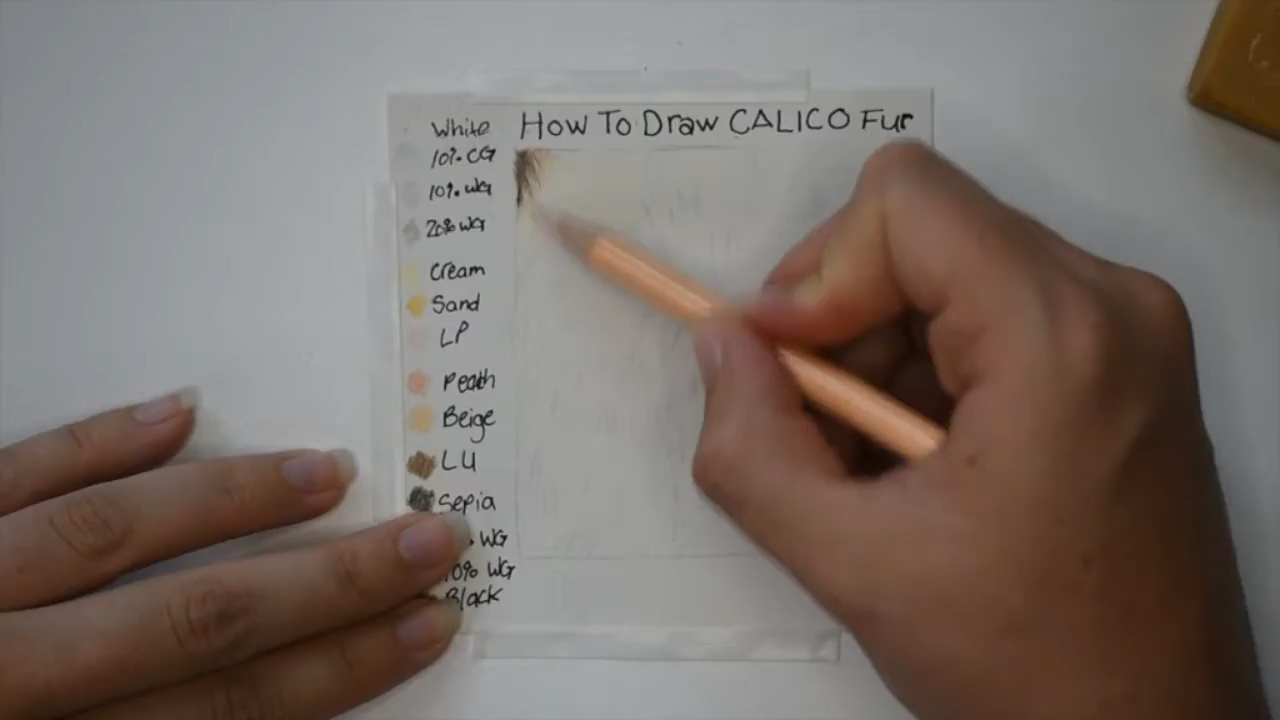 How To Draw CALICO Fur
White
10% CG
10% WG
20% WG
Cream
Sand
LP
Peach
Beige
LU
Sepia
WG
0% WG
Black